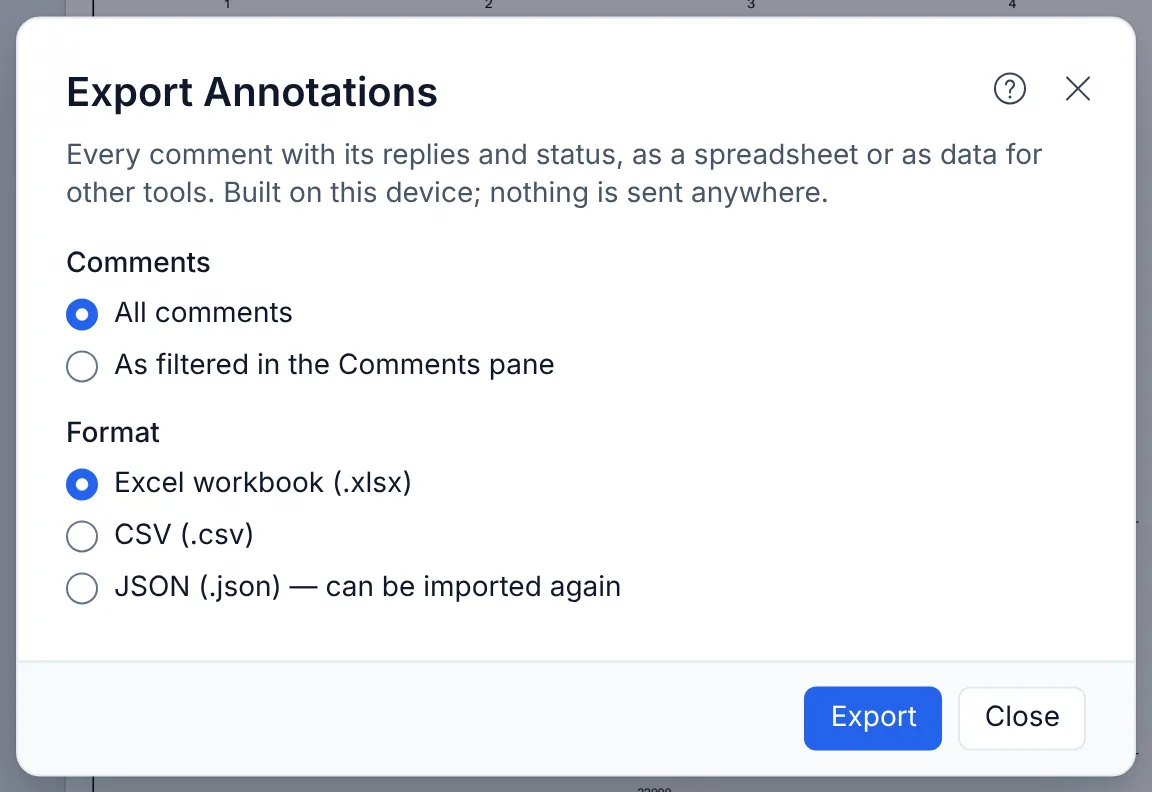 1 2 3 4
Export Annotations
?
Every comment with its replies and status, as a spreadsheet or as data for
other tools. Built on this device; nothing is sent anywhere.
Comments
All comments
As filtered in the Comments pane
Format
Excel workbook (.xlsx)
CSV (.csv)
JSON (.json) — can be imported again
Export Close